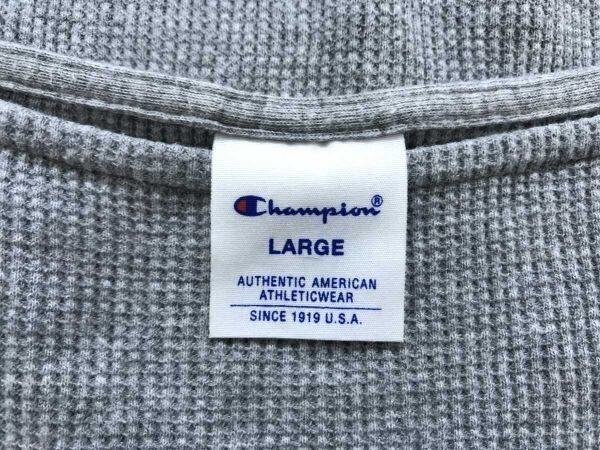 Champion®
LARGE
AUTHENTIC AMERICAN
ATHLETICWEAR
SINCE 1919 U.S.A.